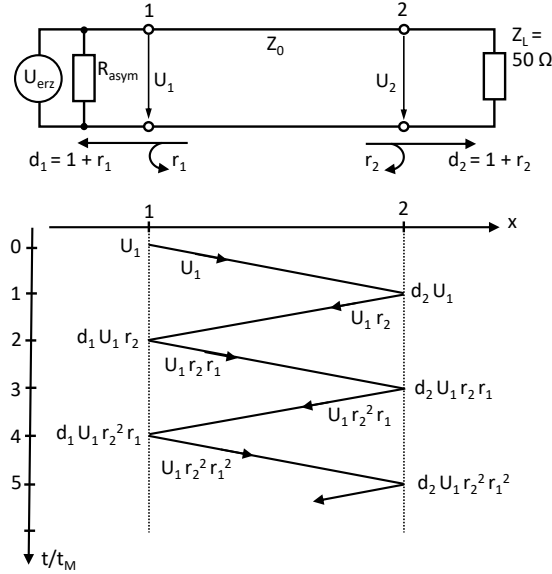 1 2
Z₀
Z_L =
50 Ω
U_erz R_asym U₁ U₂
d₁ = 1 + r₁ r₁ r₂ d₂ = 1 + r₂
1 2
x
0 U₁
U₁
1 d₂ U₁
U₁ r₂
2 d₁ U₁ r₂
U₁ r₂ r₁
3 d₂ U₁ r₂ r₁
U₁ r₂² r₁
4 d₁ U₁ r₂² r₁
U₁ r₂² r₁²
5 d₂ U₁ r₂² r₁²
t/t_M